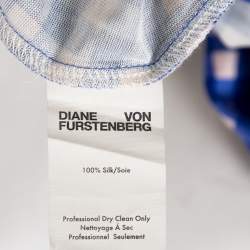 DIANE VON
FURSTENBERG
100% Silk/Soie
Professional Dry Clean Only
Nettoyage À Sec
Professionnel Seulement